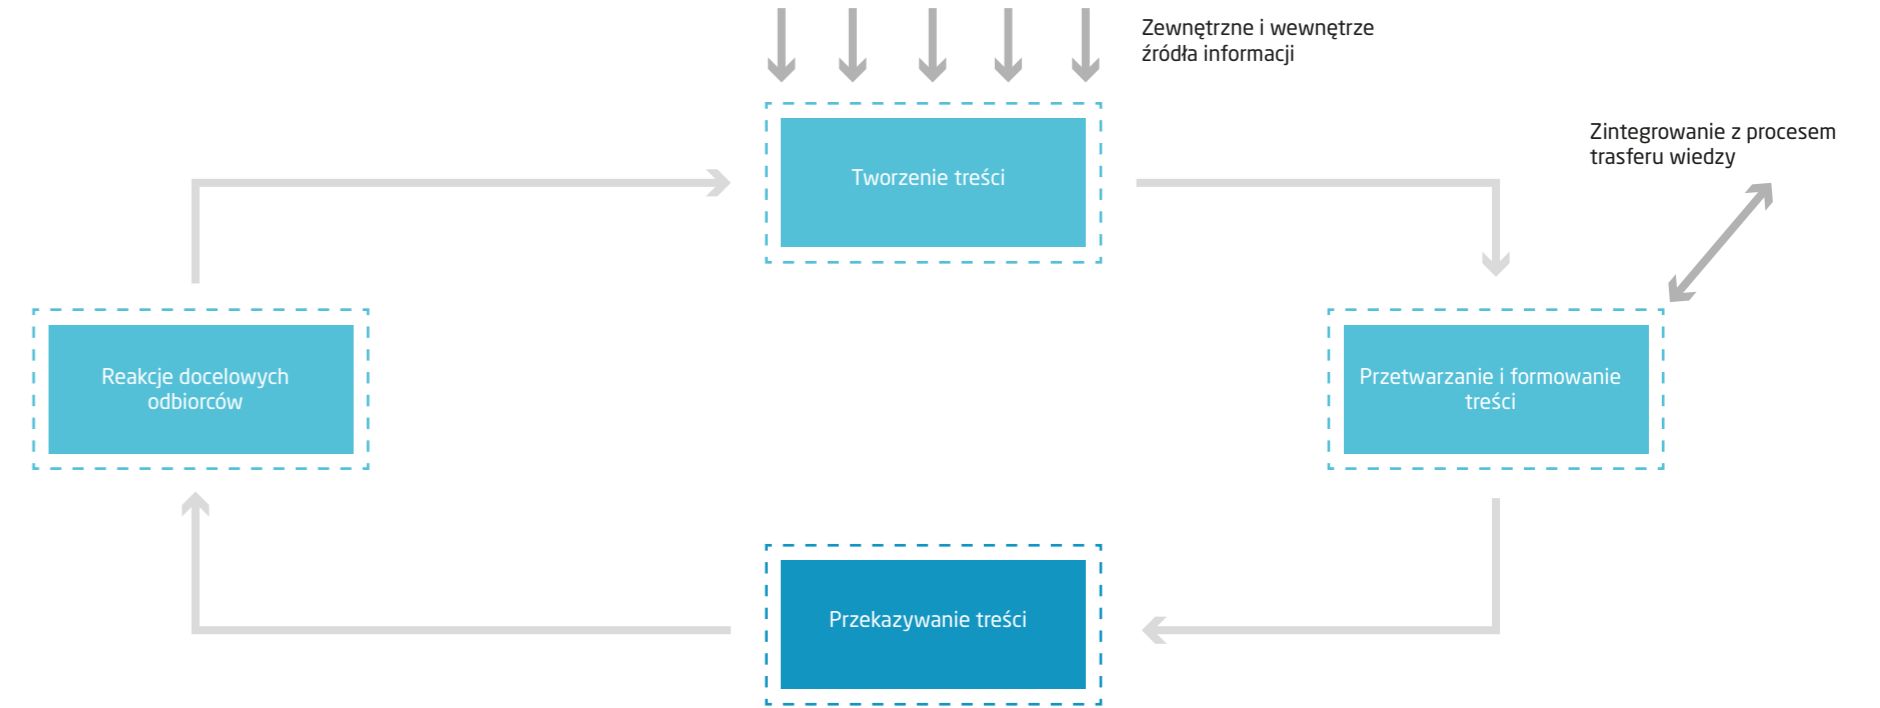 Zewnętrzne i wewnętrze
źródła informacji
Zintegrowanie z procesem
trasferu wiedzy
Tworzenie treści
Reakcje docelowych
odbiorców
Przetwarzanie i formowanie
treści
Przekazywanie treści